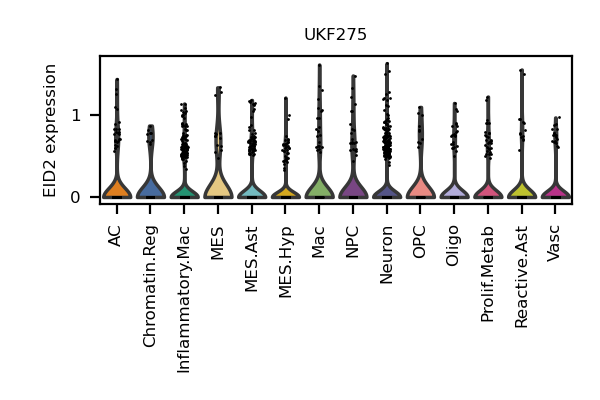 UKF275
EID2 expression
1
0
AC
Chromatin.Reg
Inflammatory.Mac
MES
MES.Ast
MES.Hyp
Mac
NPC
Neuron
OPC
Oligo
Prolif.Metab
Reactive.Ast
Vasc